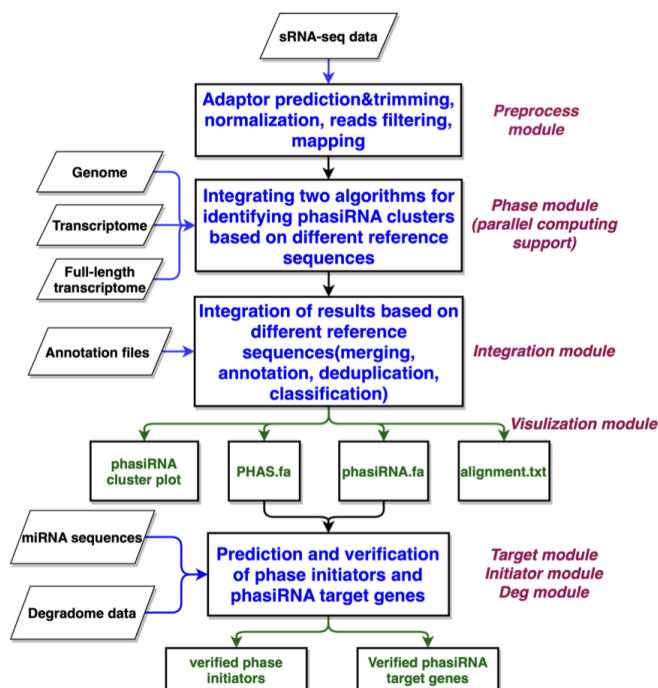 sRNA-seq data
Adaptor prediction&trimming,
normalization, reads filtering,
mapping
Preprocess
module
Genome
Transcriptome
Full-length
transcriptome
Integrating two algorithms for
identifying phasiRNA clusters
based on different reference
sequences
Phase module
(parallel computing
support)
Annotation files
Integration of results based on
different reference
sequences(merging,
annotation, deduplication,
classification)
Integration module
Visulization module
phasiRNA
cluster plot
PHAS.fa
phasiRNA.fa
alignment.txt
miRNA sequences
Degradome data
Prediction and verification
of phase initiators and
phasiRNA target genes
Target module
Initiator module
Deg module
verified phase
initiators
Verified phasiRNA
target genes